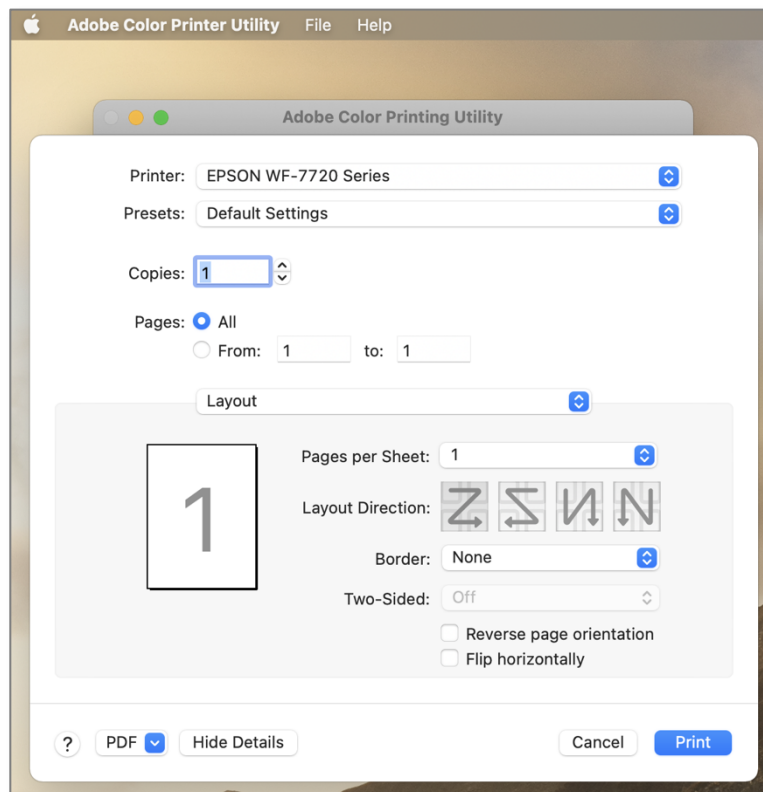 Adobe Color Printer Utility File Help
Adobe Color Printing Utility
Printer: EPSON WF-7720 Series
Presets: Default Settings
Copies: 1
Pages: All
From: 1 to: 1
Layout
1
Pages per Sheet: 1
Layout Direction:
Border: None
Two-Sided: Off
Reverse page orientation
Flip horizontally
? PDF Hide Details Cancel Print